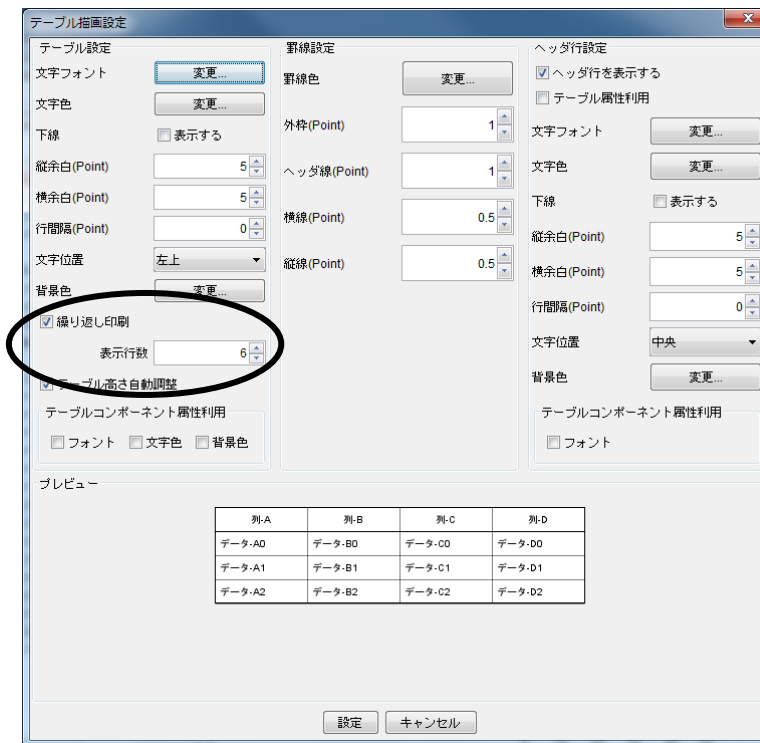 テーブル描画設定
テーブル設定
文字フォント 変更...
文字色 変更...
下線 表示する
縦余白(Point) 5
横余白(Point) 5
行間隔(Point) 0
文字位置 左上
背景色 変更...
繰り返し印刷
表示行数 6
テーブル高さ自動調整
テーブルコンポーネント属性利用
フォント 文字色 背景色
罫線設定
罫線色 変更...
外枠(Point) 1
ヘッダ線(Point) 1
横線(Point) 0.5
縦線(Point) 0.5
ヘッダ行設定
ヘッダ行を表示する
テーブル属性利用
文字フォント 変更...
文字色 変更...
下線 表示する
縦余白(Point) 5
横余白(Point) 5
行間隔(Point) 0
文字位置 中央
背景色 変更...
テーブルコンポーネント属性利用
フォント
プレビュー
列-A 列-B 列-C 列-D
データ-A0 データ-B0 データ-C0 データ-D0
データ-A1 データ-B1 データ-C1 データ-D1
データ-A2 データ-B2 データ-C2 データ-D2
設定 キャンセル